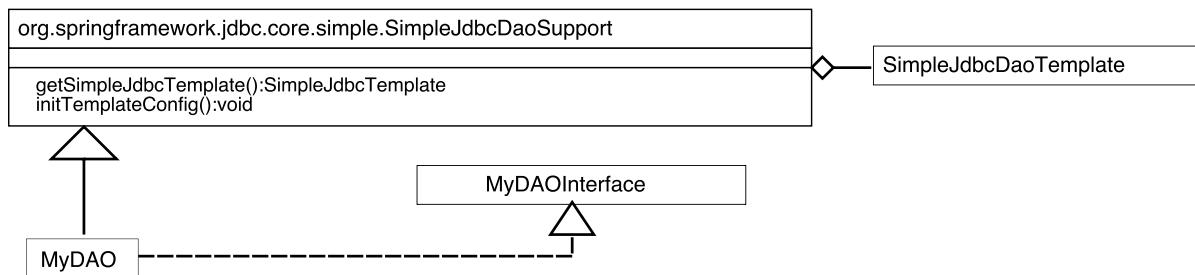 org.springframework.jdbc.core.simple.SimpleJdbcDaoSupport
getSimpleJdbcTemplate():SimpleJdbcTemplate
initTemplateConfig():void
SimpleJdbcDaoTemplate
MyDAOInterface
MyDAO